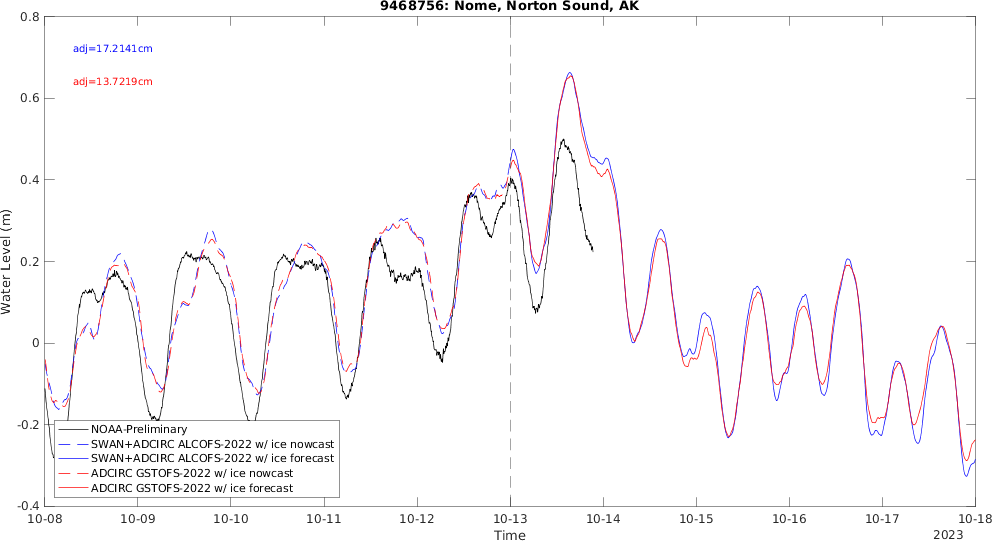 9468756: Nome, Norton Sound, AK
0.8
adj=17.2141cm
adj=13.7219cm
0.6
0.4
0.2
0
-0.2
-0.4
Water Level (m)
NOAA-Preliminary
SWAN+ADCIRC ALCOFS-2022 w/ ice nowcast
SWAN+ADCIRC ALCOFS-2022 w/ ice forecast
ADCIRC GSTOFS-2022 w/ ice nowcast
ADCIRC GSTOFS-2022 w/ ice forecast
10-08 10-09 10-10 10-11 10-12 10-13 10-14 10-15 10-16 10-17 10-18
Time
2023